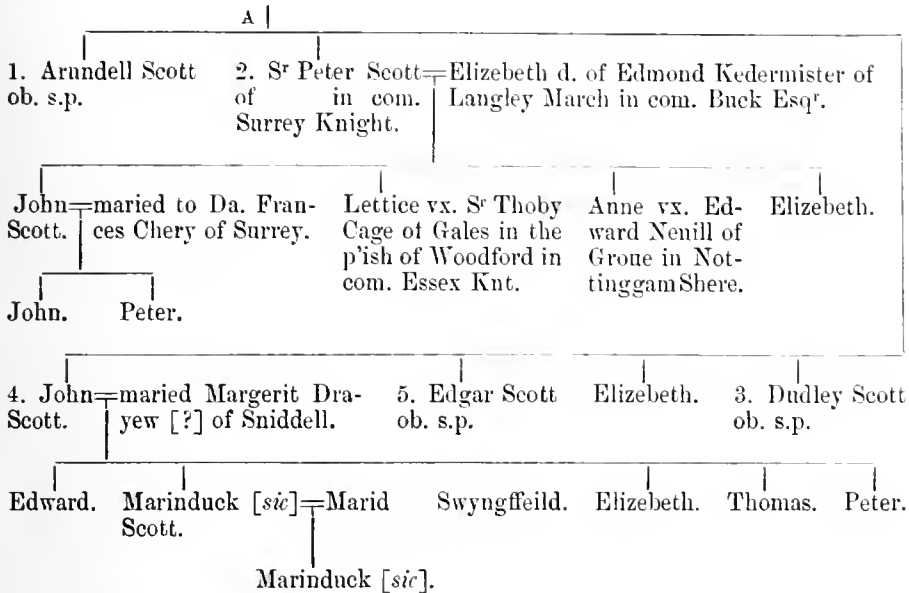 A
1. Arundell Scott
ob. s.p.
2. Sr Peter Scott
of in com.
Surrey Knight.
Elizebeth d. of Edmond Kedermister of
Langley March in com. Buck Esqr.
John
Scott.
maried to Da. Fran-
ces Chery of Surrey.
Lettice vx. Sr Thoby
Cage of Gales in the
p'ish of Woodford in
com. Essex Knt.
Anne vx. Ed-
ward Nenill of
Groue in Not-
tinggamShere.
Elizebeth.
John.
Peter.
4. John
Scott.
maried Margerit Dra-
yew [?] of Sniddell.
5. Edgar Scott
ob. s.p.
Elizebeth.
3. Dudley Scott
ob. s.p.
Edward.
Marinduck [sic]
Scott.
Marid Swyngffeild.
Elizebeth.
Thomas.
Peter.
Marinduck [sic].